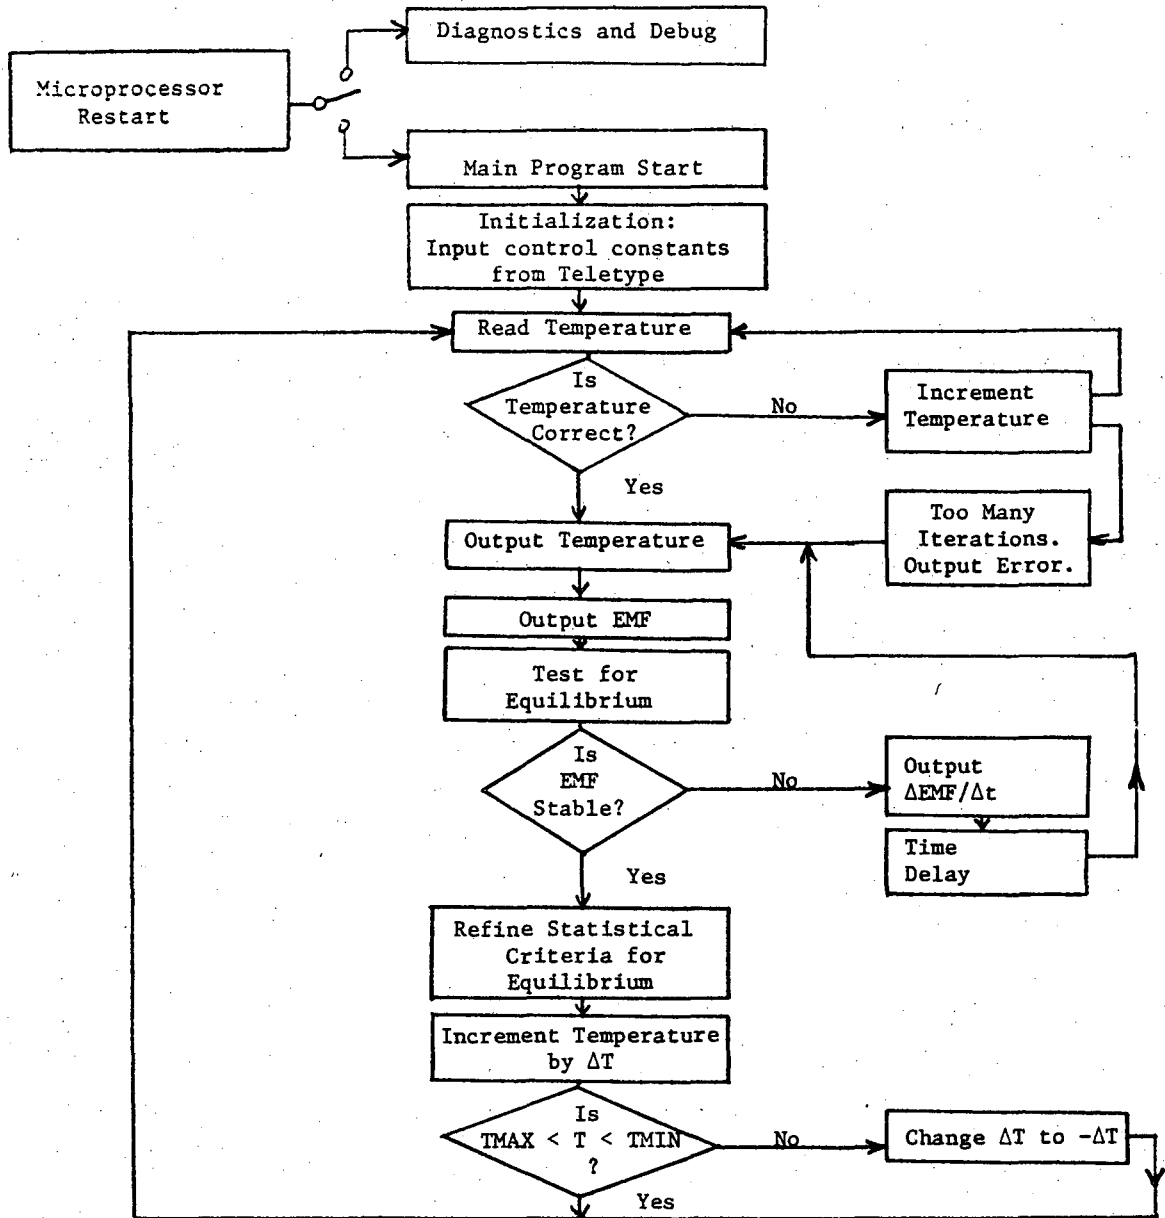 Diagnostics and Debug
Microprocessor
Restart
Main Program Start
Initialization:
Input control constants
from Teletype
Read Temperature
Is
Temperature
Correct?
No
Increment
Temperature
Yes
Too Many
Iterations.
Output Error.
Output Temperature
Output EMF
Test for
Equilibrium
Is
EMF
Stable?
No
Output
ΔEMF/Δt
Time
Delay
Yes
Refine Statistical
Criteria for
Equilibrium
Increment Temperature
by ΔT
Is
TMAX < T < TMIN
?
No
Change ΔT to -ΔT
Yes